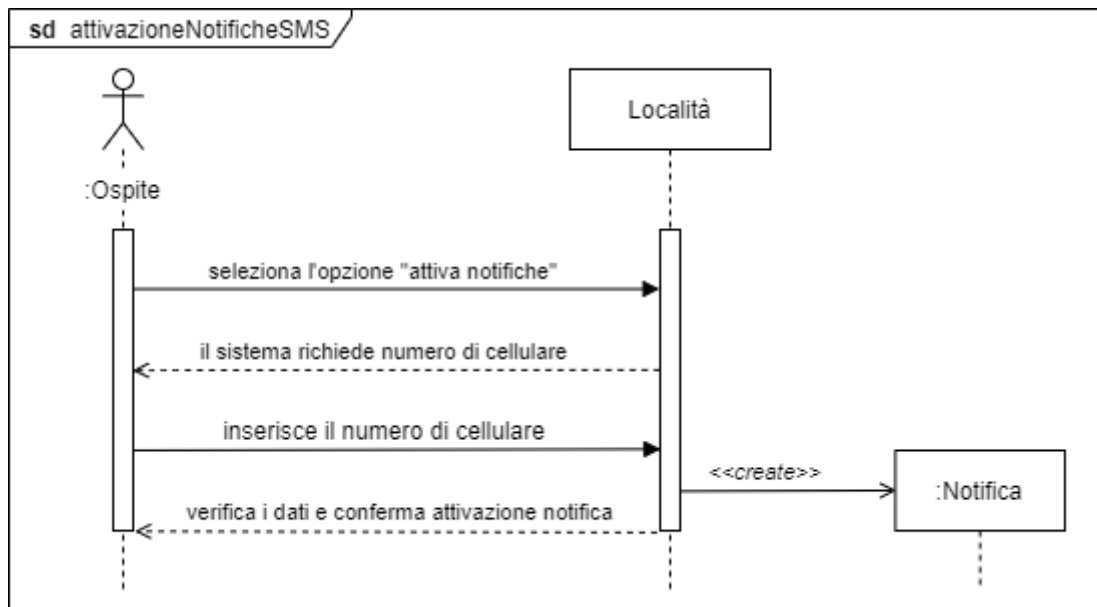 sd attivazioneNotificheSMS
Località
:Ospite
seleziona l'opzione "attiva notifiche"
il sistema richiede numero di cellulare
inserisce il numero di cellulare
<<create>>
:Notifica
verifica i dati e conferma attivazione notifica